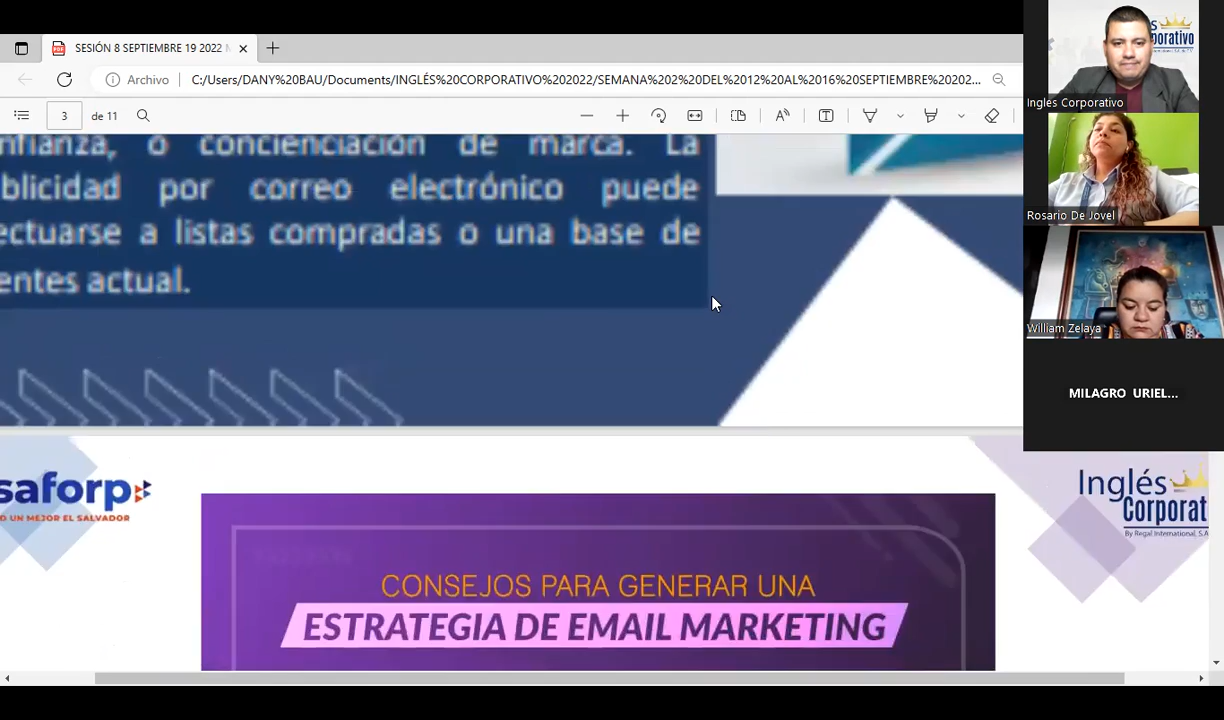 SESIÓN 8 SEPTIEMBRE 19 2022
Archivo
C:/Users/DANY%20BAU/Documents/INGLÉS%20CORPORATIVO%202022/SEMANA%202%20DEL%2012%20AL%2016%20SEPTIEMBRE%20202...
3
de 11
nfianza, o concienciación de marca. La
blicidad por correo electrónico puede
ectuarse a listas compradas o una base de
entes actual.
saforp
O UN MEJOR EL SALVADOR
Inglés
Corporat
By Regal International, S.A
CONSEJOS PARA GENERAR UNA
ESTRATEGIA DE EMAIL MARKETING
orporativo
Inglés Corporativo
Rosario De Jovel
William Zelaya
MILAGRO URIEL...